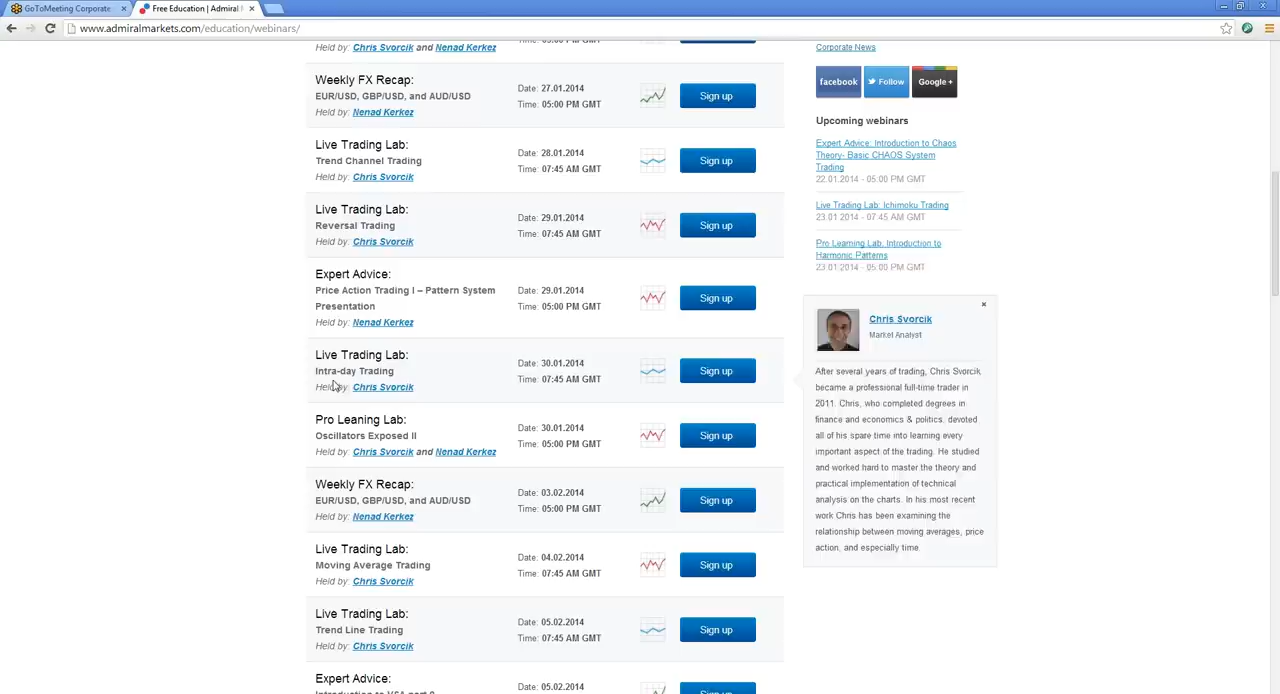 GoToMeeting Corporate
Free Education | Admiral
www.admiralmarkets.com/education/webinars/
Held by: Chris Svorcik and Nenad Kerkez
Weekly FX Recap:
EUR/USD, GBP/USD, and AUD/USD
Held by: Nenad Kerkez
Date: 27.01.2014
Time: 05:00 PM GMT
Sign up
Live Trading Lab:
Trend Channel Trading
Held by: Chris Svorcik
Date: 28.01.2014
Time: 07:45 AM GMT
Sign up
Live Trading Lab:
Reversal Trading
Held by: Chris Svorcik
Date: 29.01.2014
Time: 07:45 AM GMT
Sign up
Expert Advice:
Price Action Trading I – Pattern System
Presentation
Held by: Nenad Kerkez
Date: 29.01.2014
Time: 05:00 PM GMT
Sign up
Live Trading Lab:
Intra-day Trading
Held by: Chris Svorcik
Date: 30.01.2014
Time: 07:45 AM GMT
Sign up
Pro Leaning Lab:
Oscillators Exposed II
Held by: Chris Svorcik and Nenad Kerkez
Date: 30.01.2014
Time: 05:00 PM GMT
Sign up
Weekly FX Recap:
EUR/USD, GBP/USD, and AUD/USD
Held by: Nenad Kerkez
Date: 03.02.2014
Time: 05:00 PM GMT
Sign up
Live Trading Lab:
Moving Average Trading
Held by: Chris Svorcik
Date: 04.02.2014
Time: 07:45 AM GMT
Sign up
Live Trading Lab:
Trend Line Trading
Held by: Chris Svorcik
Date: 05.02.2014
Time: 07:45 AM GMT
Sign up
Expert Advice:
Date: 05.02.2014
Sign up
Corporate News
facebook
Follow
Google +
Upcoming webinars
Expert Advice: Introduction to Chaos
Theory- Basic CHAOS System
Trading
22.01.2014 - 05:00 PM GMT
Live Trading Lab: Ichimoku Trading
23.01.2014 - 07:45 AM GMT
Pro Learning Lab: Introduction to
Harmonic Patterns
23.01.2014 - 05:00 PM GMT
Chris Svorcik
Market Analyst
After several years of trading, Chris Svorcik
became a professional full-time trader in
2011. Chris, who completed degrees in
finance and economics & politics, devoted
all of his spare time into learning every
important aspect of the trading. He studied
and worked hard to master the theory and
practical implementation of technical
analysis on the charts. In his most recent
work Chris has been examining the
relationship between moving averages, price
action, and especially time.